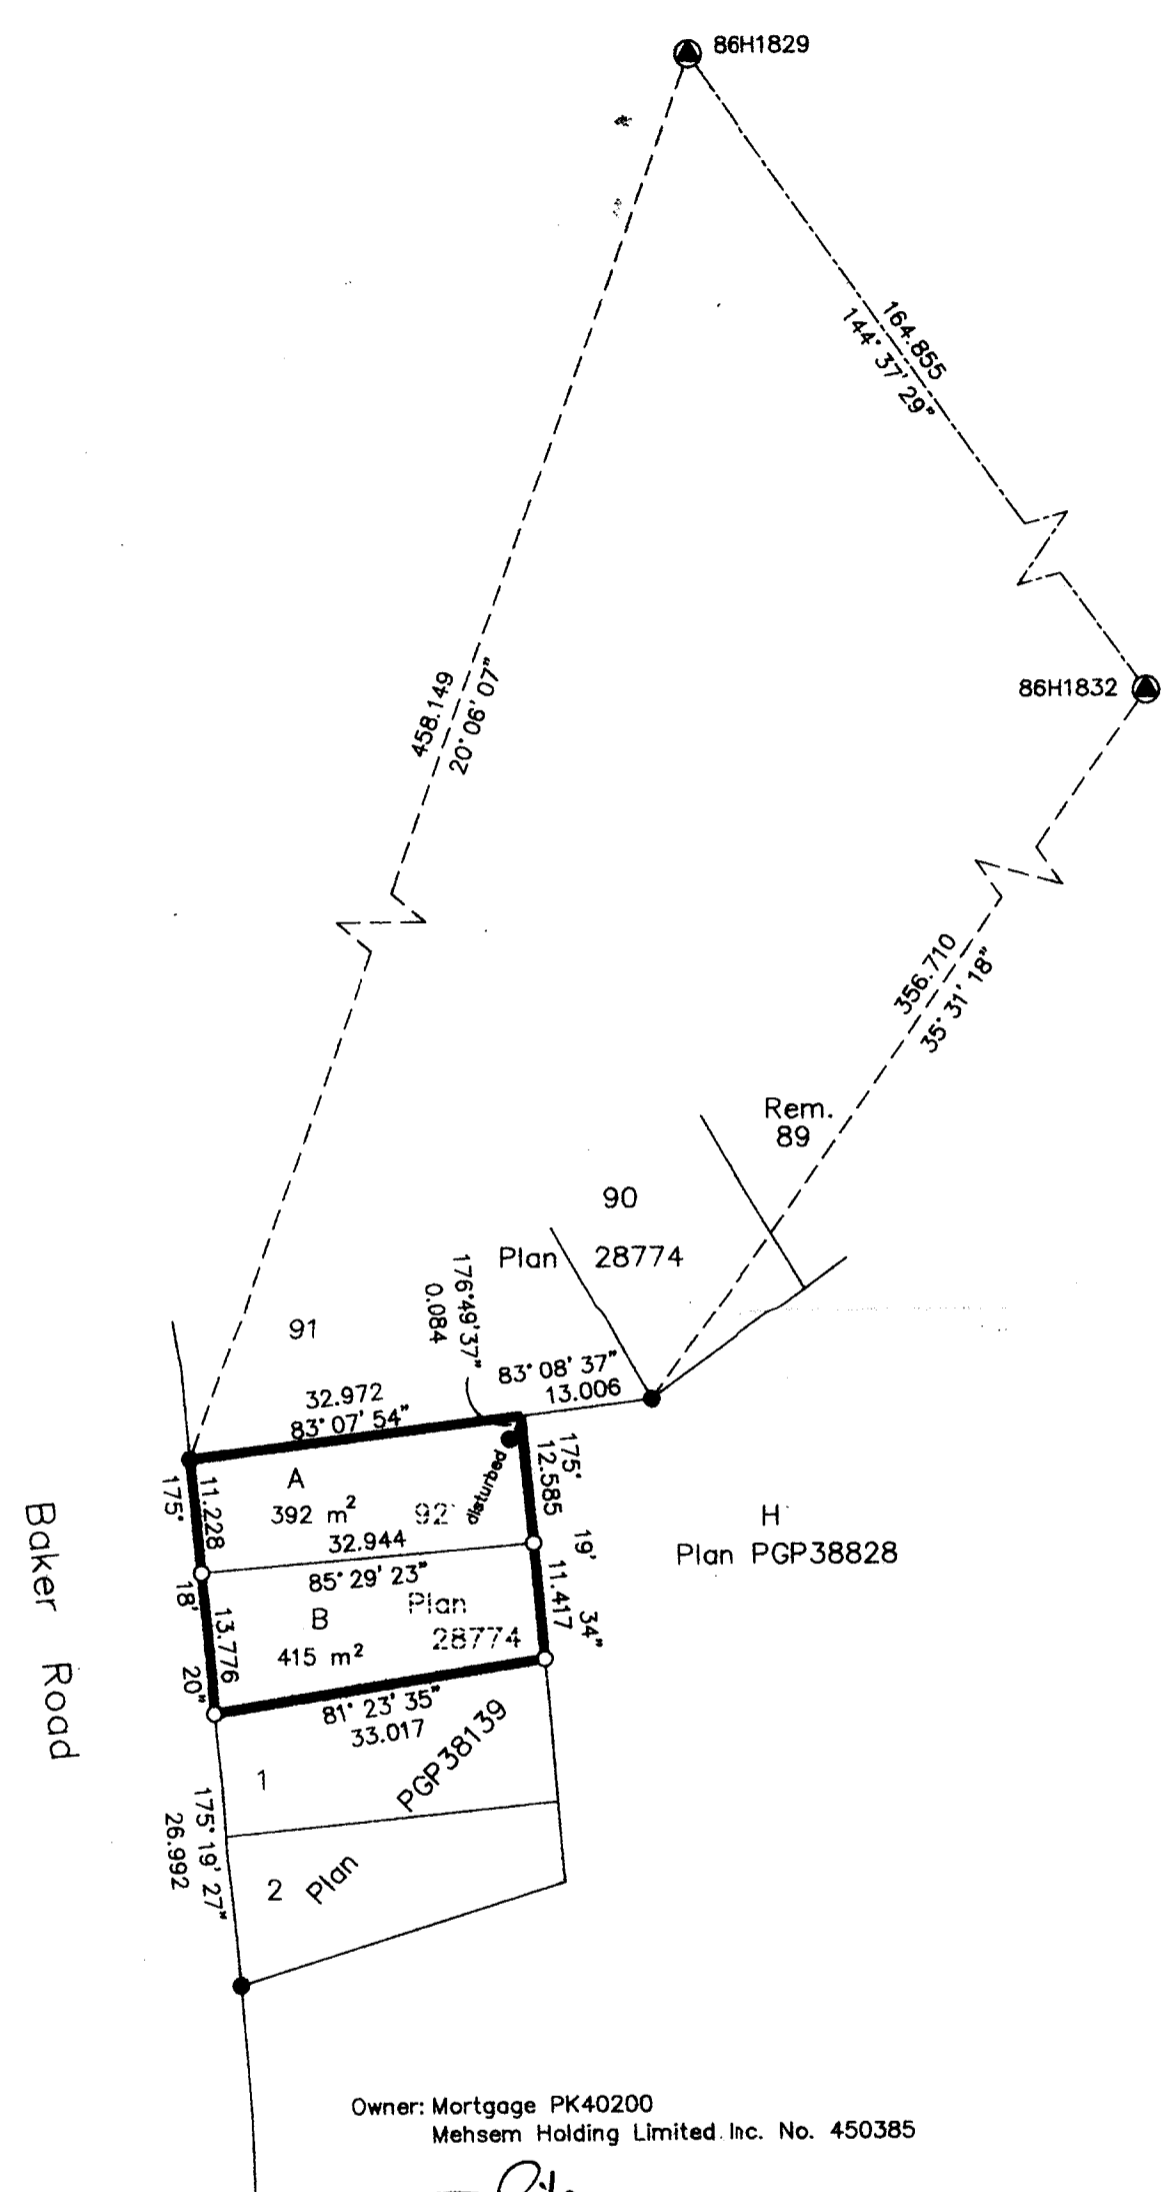 86H1829
164.855
144° 37' 29"
86H1832
458.149
20° 06' 07"
356.710
35° 31' 18"
Rem.
89
90
Plan 28774
91
176°49'37"
0.084
83° 08' 37"
13.006
32.972
83° 07' 54"
A
392 m²
92
disturbed
175° 19' 34"
12.585
11.417
175° 18' 20"
11.228
13.776
32.944
85° 29' 23"
B
415 m²
Plan
28774
H
Plan PGP38828
81° 23' 35"
33.017
Baker Road
1
2 Plan PGP38139
175° 19' 27"
26.992
Owner: Mortgage PK40200
Mehsem Holding Limited Inc. No. 450385